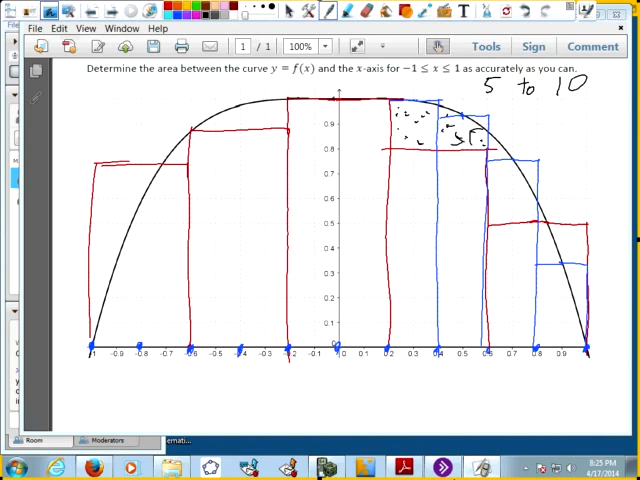 File Edit View Window Help
1 / 1 100% Tools Sign Comment
Determine the area between the curve y = f(x) and the x-axis for −1 ≤ x ≤ 1 as accurately as you can.
5 to 10
0.9
0.8
0.7
0.6
0.5
0.4
0.3
0.2
0.1
0
-1 -0.9 -0.8 -0.7 -0.6 -0.5 -0.4 -0.3 -0.2 -0.1 0 0.1 0.2 0.3 0.4 0.5 0.6 0.7 0.8 0.9 1
Room Moderators emati...
8:25 PM
4/17/2014